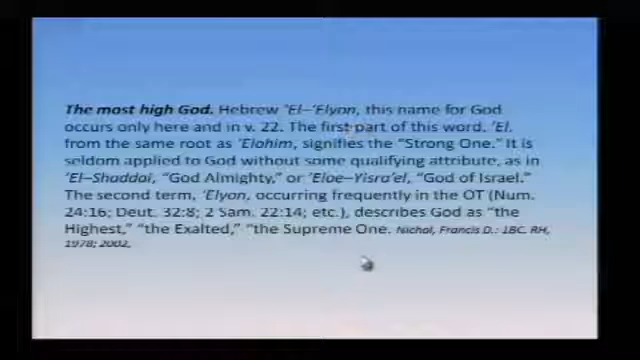 The most high God. Hebrew 'El–'Elyon, this name for God
occurs only here and in v. 22. The first part of this word, 'El,
from the same root as 'Elohim, signifies the "Strong One." It is
seldom applied to God without some qualifying attribute, as in
'El-Shaddai, "God Almighty," or 'Eloe-Yisra'el, "God of Israel."
The second term, 'Elyon, occurring frequently in the OT (Num.
24:16; Deut. 32:8; 2 Sam. 22:14; etc.), describes God as "the
Highest," "the Exalted," "the Supreme One. Nichol, Francis D.: 1BC. RH,
1978; 2002,